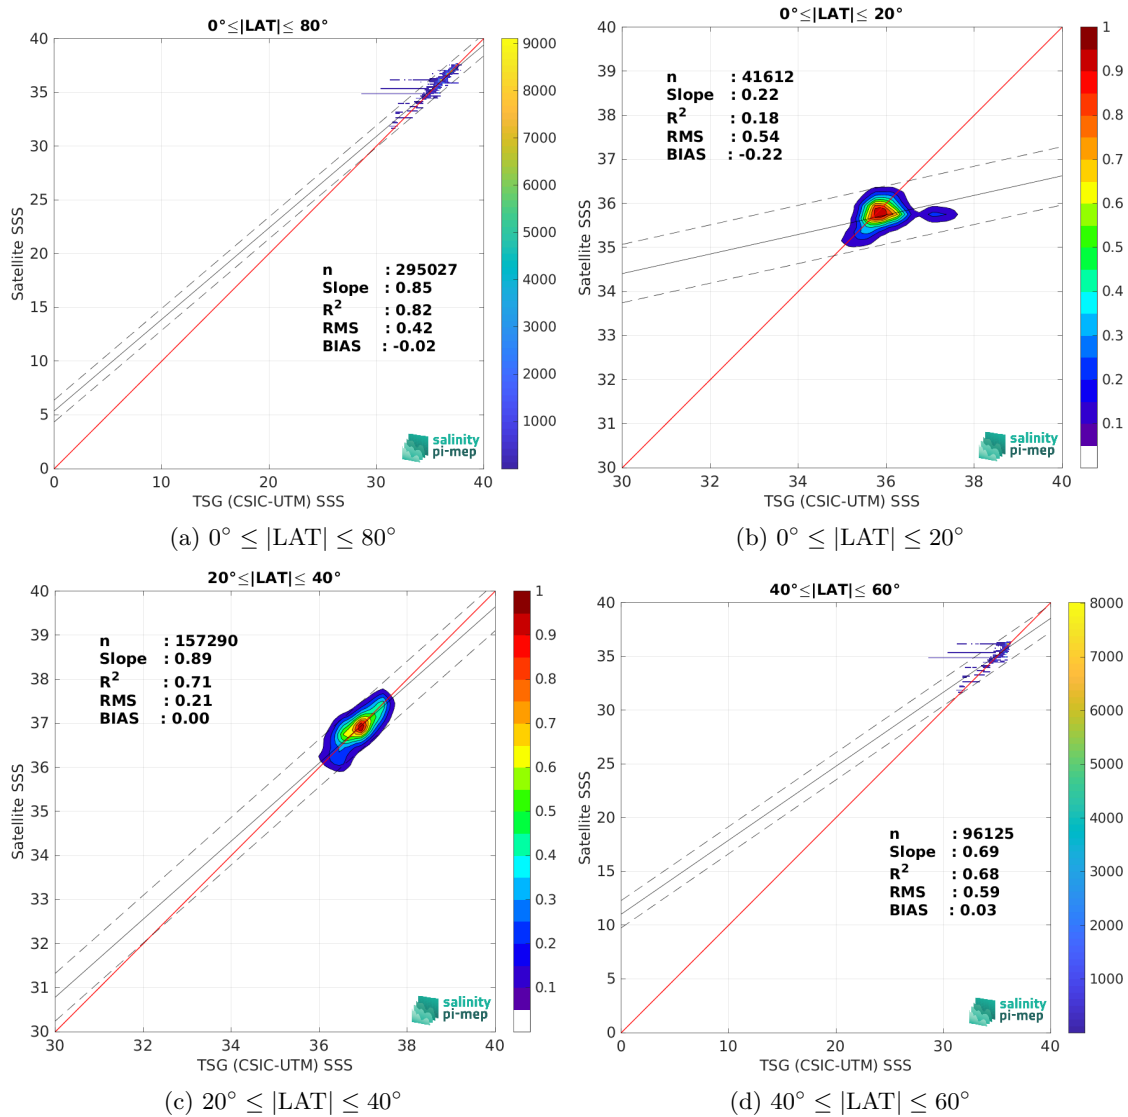 0°≤|LAT|≤ 80°
40
35
30
25
20
15
10
5
0
Satellite SSS
n : 295027
Slope : 0.85
R² : 0.82
RMS : 0.42
BIAS : -0.02
salinity
pi-mep
0 10 20 30 40
TSG (CSIC-UTM) SSS
9000
8000
7000
6000
5000
4000
3000
2000
1000
(a) 0° ≤ |LAT| ≤ 80°
0°≤|LAT|≤ 20°
40
39
38
37
36
35
34
33
32
31
30
Satellite SSS
n : 41612
Slope : 0.22
R² : 0.18
RMS : 0.54
BIAS : -0.22
salinity
pi-mep
30 32 34 36 38 40
TSG (CSIC-UTM) SSS
1
0.9
0.8
0.7
0.6
0.5
0.4
0.3
0.2
0.1
(b) 0° ≤ |LAT| ≤ 20°
20°≤|LAT|≤ 40°
40
39
38
37
36
35
34
33
32
31
30
Satellite SSS
n : 157290
Slope : 0.89
R² : 0.71
RMS : 0.21
BIAS : 0.00
salinity
pi-mep
30 32 34 36 38 40
TSG (CSIC-UTM) SSS
1
0.9
0.8
0.7
0.6
0.5
0.4
0.3
0.2
0.1
(c) 20° ≤ |LAT| ≤ 40°
40°≤|LAT|≤ 60°
40
35
30
25
20
15
10
5
0
Satellite SSS
n : 96125
Slope : 0.69
R² : 0.68
RMS : 0.59
BIAS : 0.03
salinity
pi-mep
0 10 20 30 40
TSG (CSIC-UTM) SSS
8000
7000
6000
5000
4000
3000
2000
1000
(d) 40° ≤ |LAT| ≤ 60°